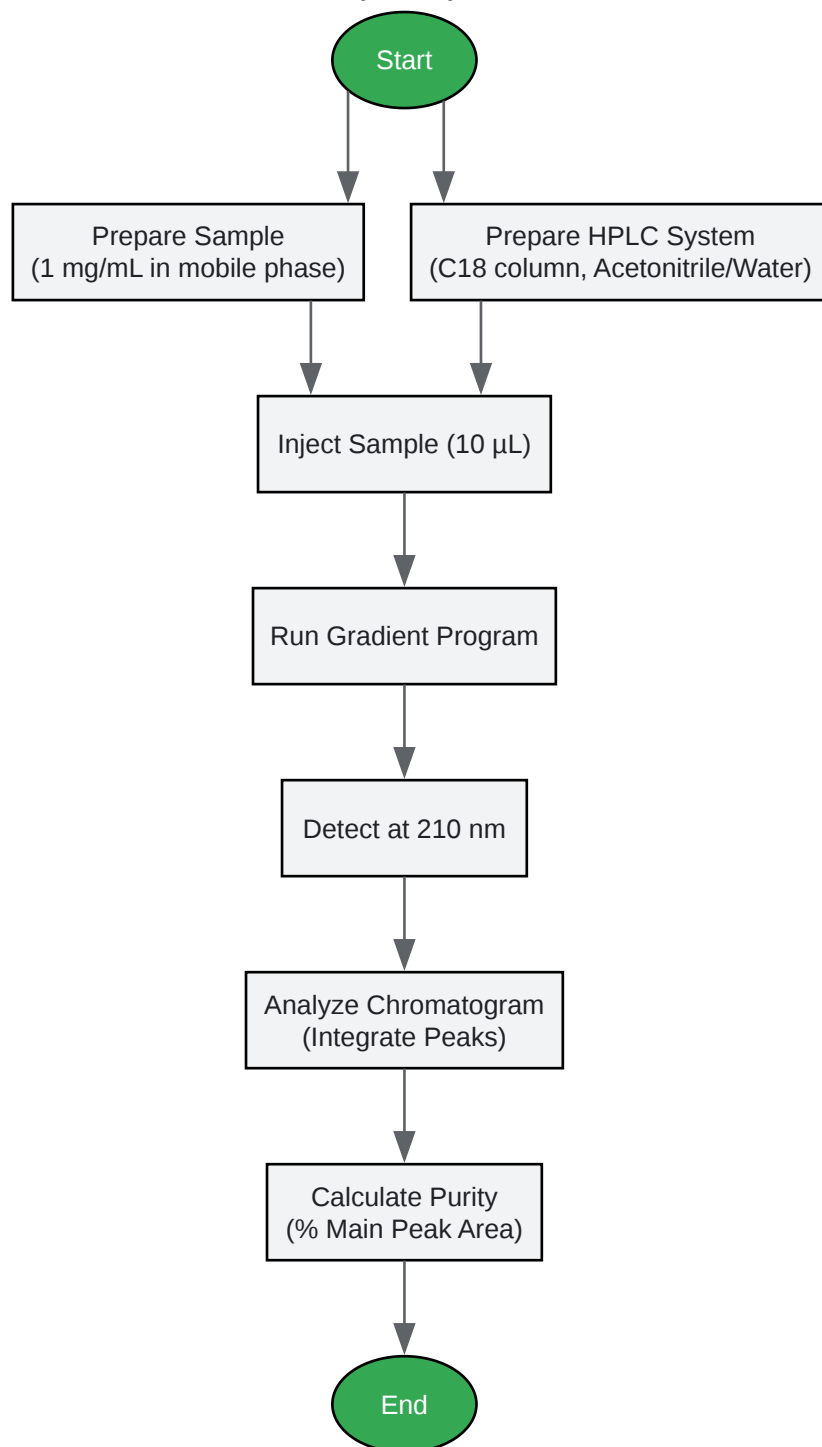 Start
Prepare Sample
(1 mg/mL in mobile phase)
Prepare HPLC System
(C18 column, Acetonitrile/Water)
Inject Sample (10 µL)
Run Gradient Program
Detect at 210 nm
Analyze Chromatogram
(Integrate Peaks)
Calculate Purity
(% Main Peak Area)
End